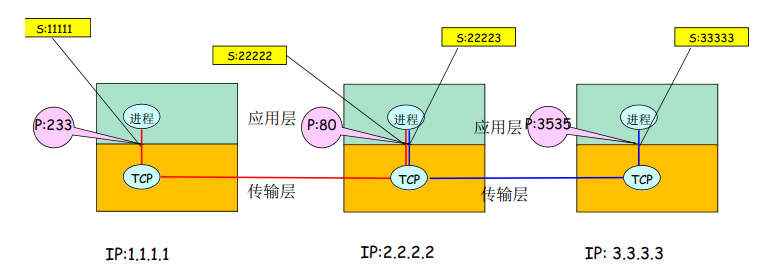 S:11111
S:22222
S:22223
S:33333
进程
进程
进程
P:233
应用层
P:80
应用层
P:3535
TCP
TCP
TCP
传输层
传输层
IP:1.1.1.1
IP:2.2.2.2
IP: 3.3.3.3